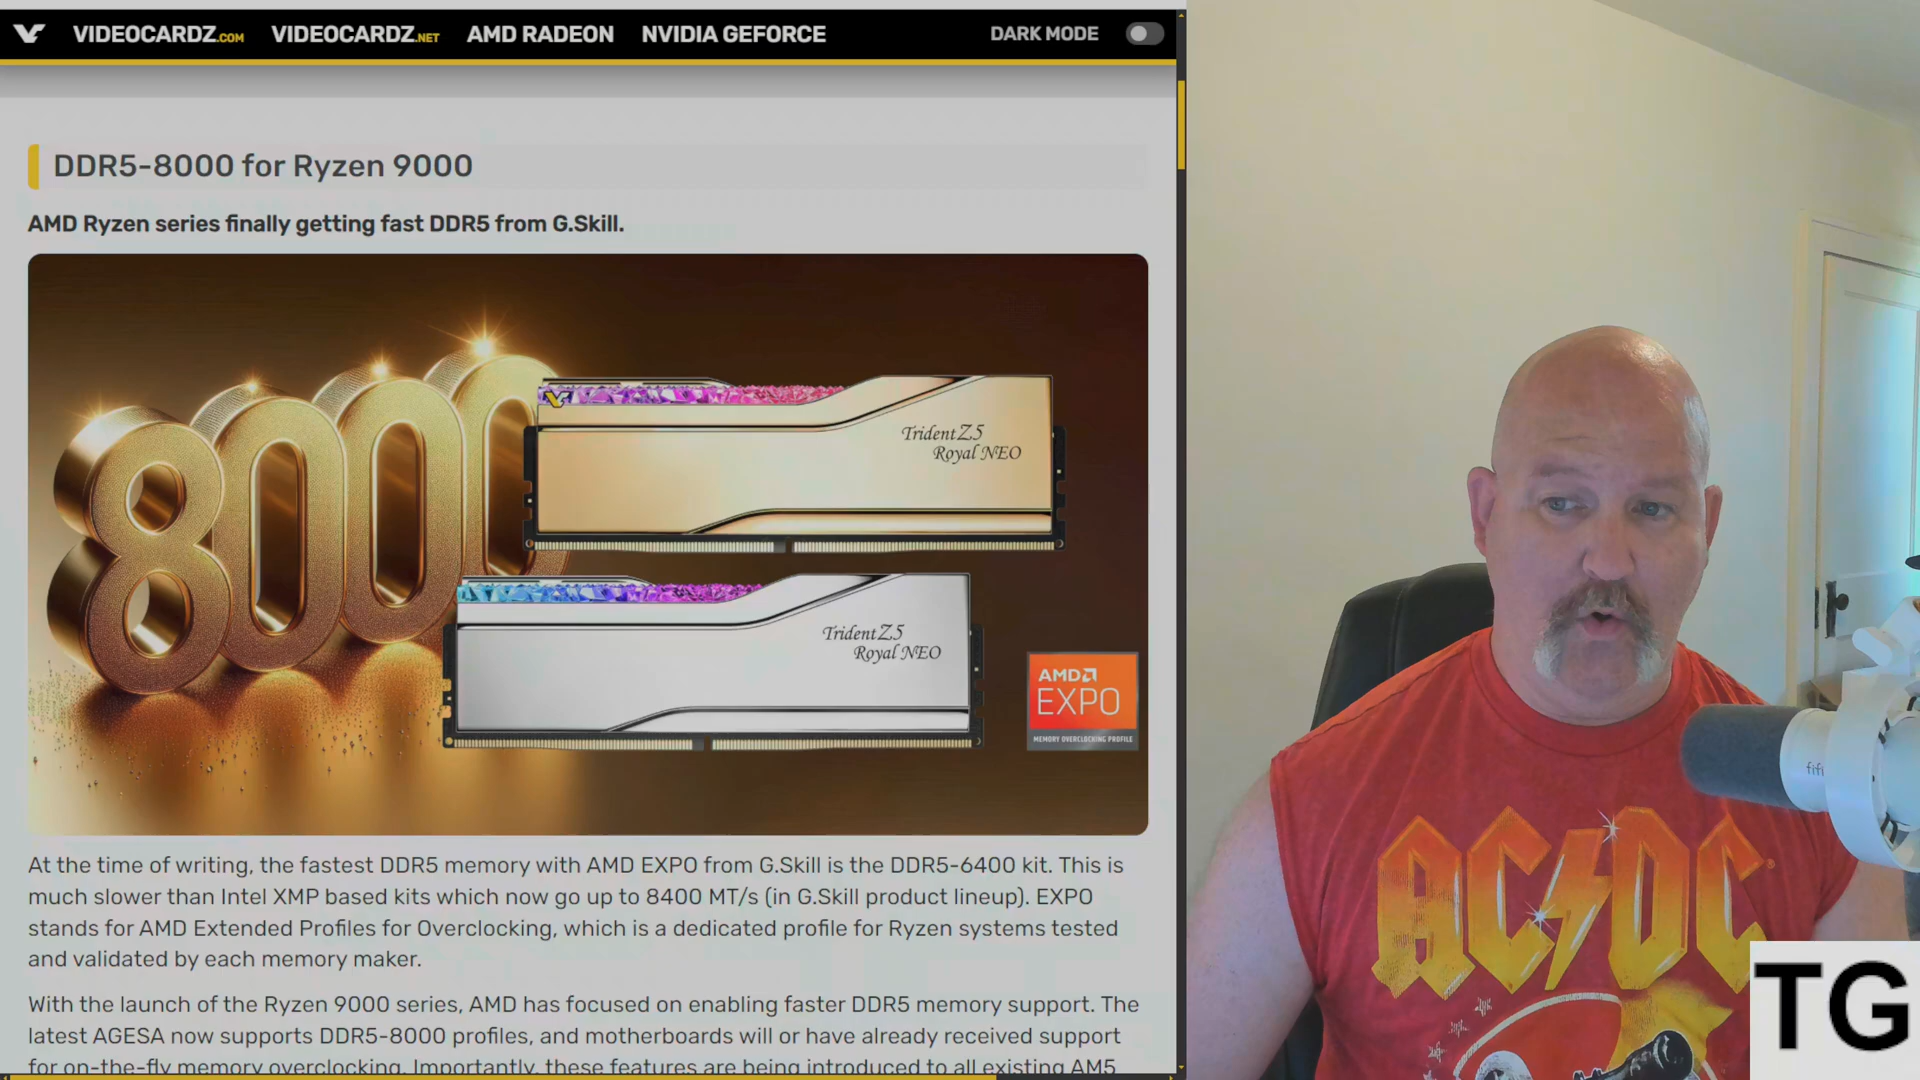 VIDEOCARDZ.COM VIDEOCARDZ.NET AMD RADEON NVIDIA GEFORCE DARK MODE
DDR5-8000 for Ryzen 9000
AMD Ryzen series finally getting fast DDR5 from G.Skill.
8000
Trident Z5
Royal NEO
Trident Z5
Royal NEO
AMD
EXPO
MEMORY OVERCLOCKING PROFILE
At the time of writing, the fastest DDR5 memory with AMD EXPO from G.Skill is the DDR5-6400 kit. This is
much slower than Intel XMP based kits which now go up to 8400 MT/s (in G.Skill product lineup). EXPO
stands for AMD Extended Profiles for Overclocking, which is a dedicated profile for Ryzen systems tested
and validated by each memory maker.
With the launch of the Ryzen 9000 series, AMD has focused on enabling faster DDR5 memory support. The
latest AGESA now supports DDR5-8000 profiles, and motherboards will or have already received support
for on-the-fly memory overclocking. Importantly, these features are being introduced to all existing AM5
fifi
AC⚡DC
TG